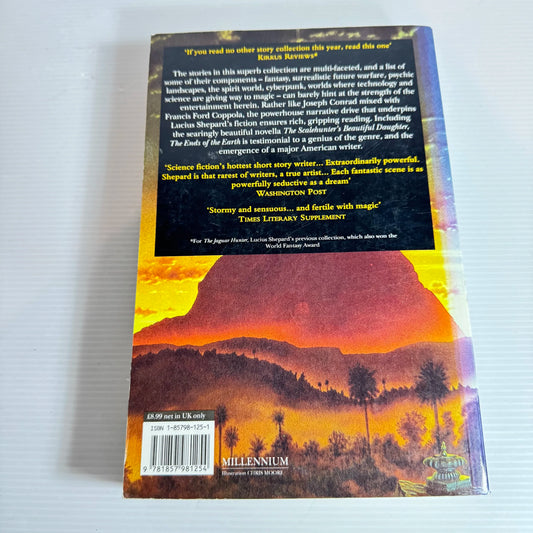 'If you read no other story collection this year, read this one'
KIRKUS REVIEWS*
The stories in this superb collection are multi-faceted, and a list of
some of their components – fantasy, surrealistic future warfare, psychic
landscapes, the spirit world, cyberpunk, worlds where technology and
science are giving way to magic – can barely hint at the strength of the
entertainment herein. Rather like Joseph Conrad mixed with
Francis Ford Coppola, the powerhouse narrative drive that underpins
Lucius Shepard's fiction ensures rich, gripping reading. Including
the searingly beautiful novella The Scalehunter's Beautiful Daughter,
The Ends of the Earth is testimonial to a genius of the genre, and the
emergence of a major American writer.
'Science fiction's hottest short story writer... Extraordinarily powerful.
Shepard is that rarest of writers, a true artist... Each fantastic scene is as
powerfully seductive as a dream'
WASHINGTON POST
'Stormy and sensuous... and fertile with magic'
TIMES LITERARY SUPPLEMENT
*For The Jaguar Hunter, Lucius Shepard's previous collection, which also won the
World Fantasy Award
£8.99 net in UK only
ISBN 1-85798-125-1
9 781857 981254
MILLENNIUM
Illustration CHRIS MOORE